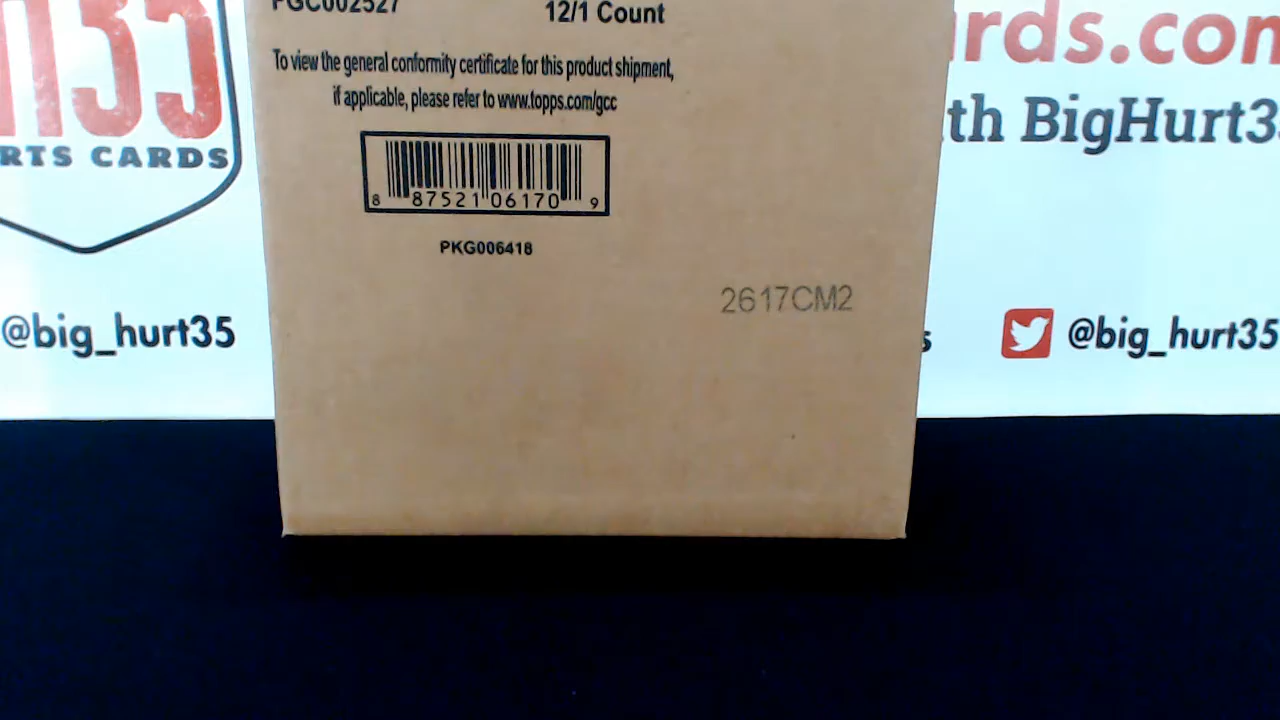 FGC002527 12/1 Count
To view the general conformity certificate for this product shipment,
if applicable, please refer to www.topps.com/gcc
8 87521 06170 9
PKG006418
2617CM2
RTS CARDS
@big_hurt35
rds.com
th BigHurt3
s
@big_hurt35